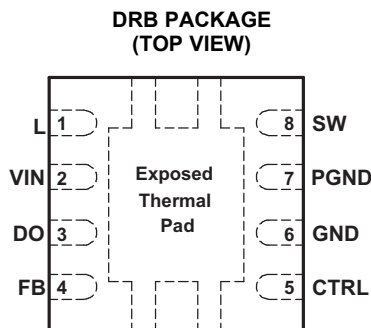 DRB PACKAGE
(TOP VIEW)
L 1 8 SW
VIN 2 Exposed 7 PGND
Thermal
DO 3 Pad 6 GND
FB 4 5 CTRL